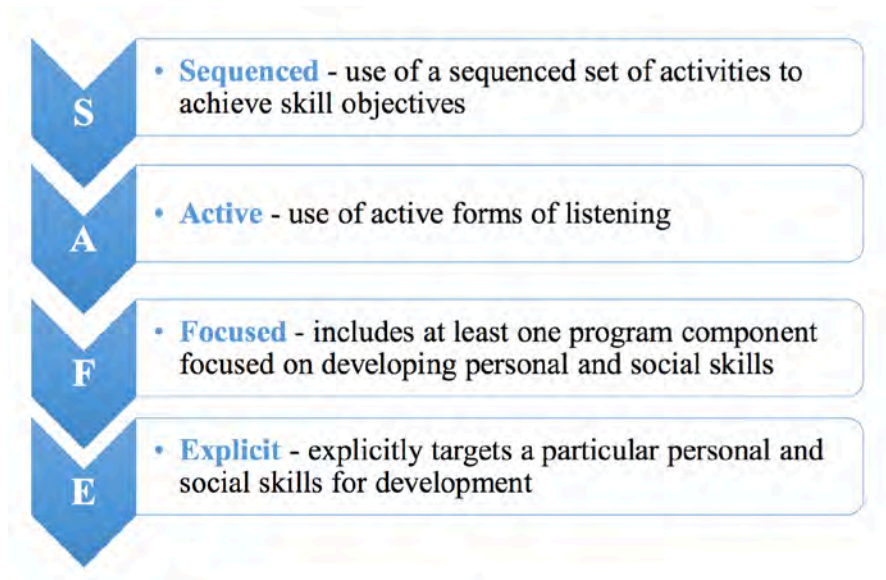 S
• Sequenced - use of a sequenced set of activities to
achieve skill objectives
A
• Active - use of active forms of listening
F
• Focused - includes at least one program component
focused on developing personal and social skills
E
• Explicit - explicitly targets a particular personal and
social skills for development